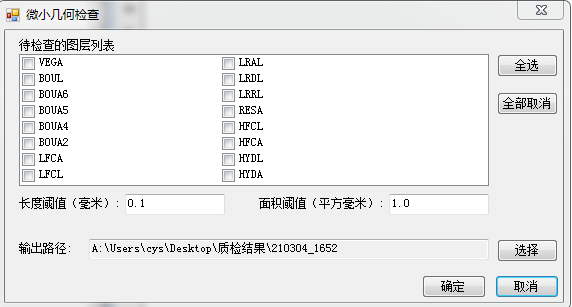 微小几何检查
待检查的图层列表
VEGA LRAL
BOUL LRDL
BOUA6 LRRL
BOUA5 RESA
BOUA4 HFCL
BOUA2 HFCA
LFCA HYDL
LFCL HYDA
全选
全部取消
长度阈值（毫米）: 0.1 面积阈值（平方毫米）: 1.0
输出路径: A:\Users\cys\Desktop\质检结果\210304_1652 选择
确定 取消